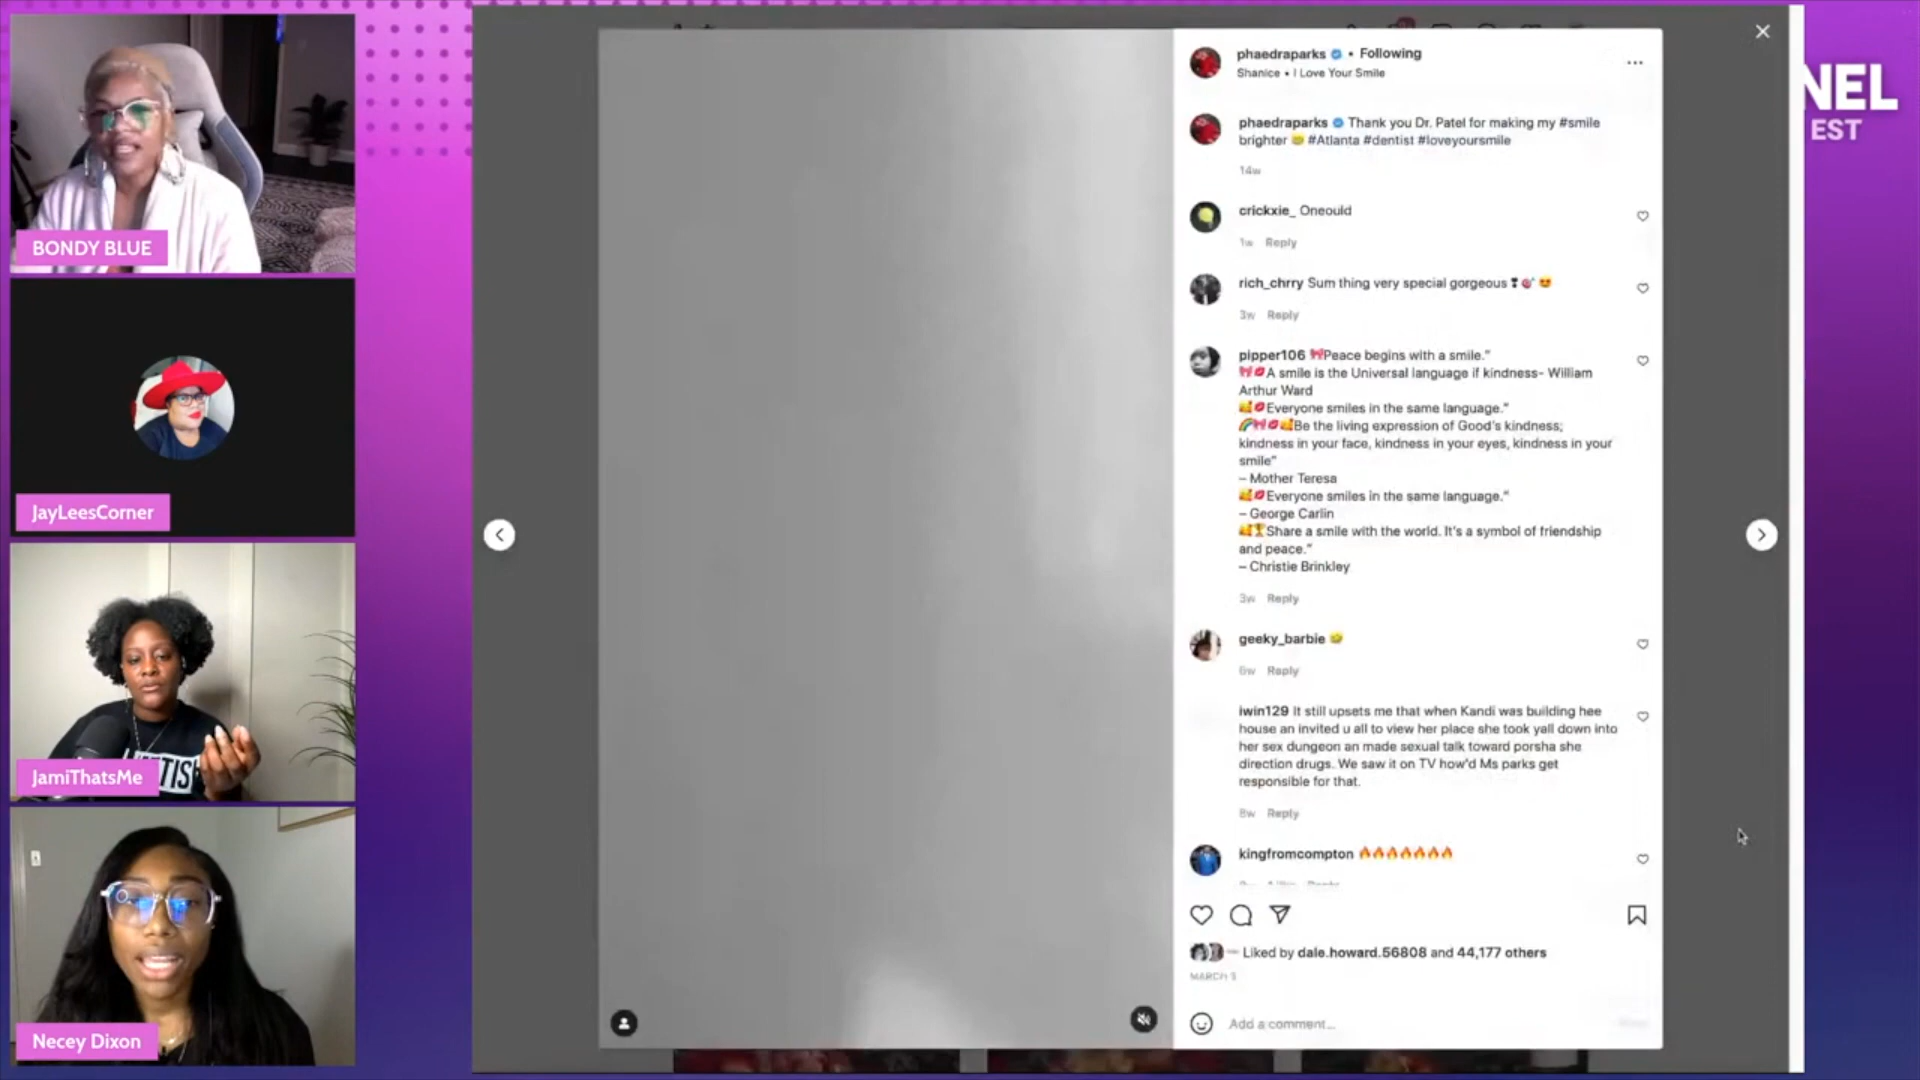 BONDY BLUE
JayLeesCorner
JamiThatsMe
TIS
Necey Dixon
NEL
EST
phaedraparks • Following
Shanice • I Love Your Smile
phaedraparks Thank you Dr. Patel for making my #smile
brighter 😁 #Atlanta #dentist #loveyoursmile
14w
crickxie_ Oneould
1w Reply
rich_chrry Sum thing very special gorgeous❣🎯😍
3w Reply
pipper106 🎀Peace begins with a smile.”
🎀💋A smile is the Universal language if kindness- William
Arthur Ward
🥰💋Everyone smiles in the same language.”
🌈🎀💋🥰Be the living expression of Good's kindness;
kindness in your face, kindness in your eyes, kindness in your
smile”
– Mother Teresa
🥰💋Everyone smiles in the same language.”
– George Carlin
🥰🏆Share a smile with the world. It's a symbol of friendship
and peace.”
– Christie Brinkley
3w Reply
geeky_barbie 🤣
6w Reply
iwin129 It still upsets me that when Kandi was building hee
house an invited u all to view her place she took yall down into
her sex dungeon an made sexual talk toward porsha she
direction drugs. We saw it on TV how'd Ms parks get
responsible for that.
8w Reply
kingfromcompton 🔥🔥🔥🔥🔥🔥🔥
Liked by dale.howard.56808 and 44,177 others
MARCH
Add a comment...